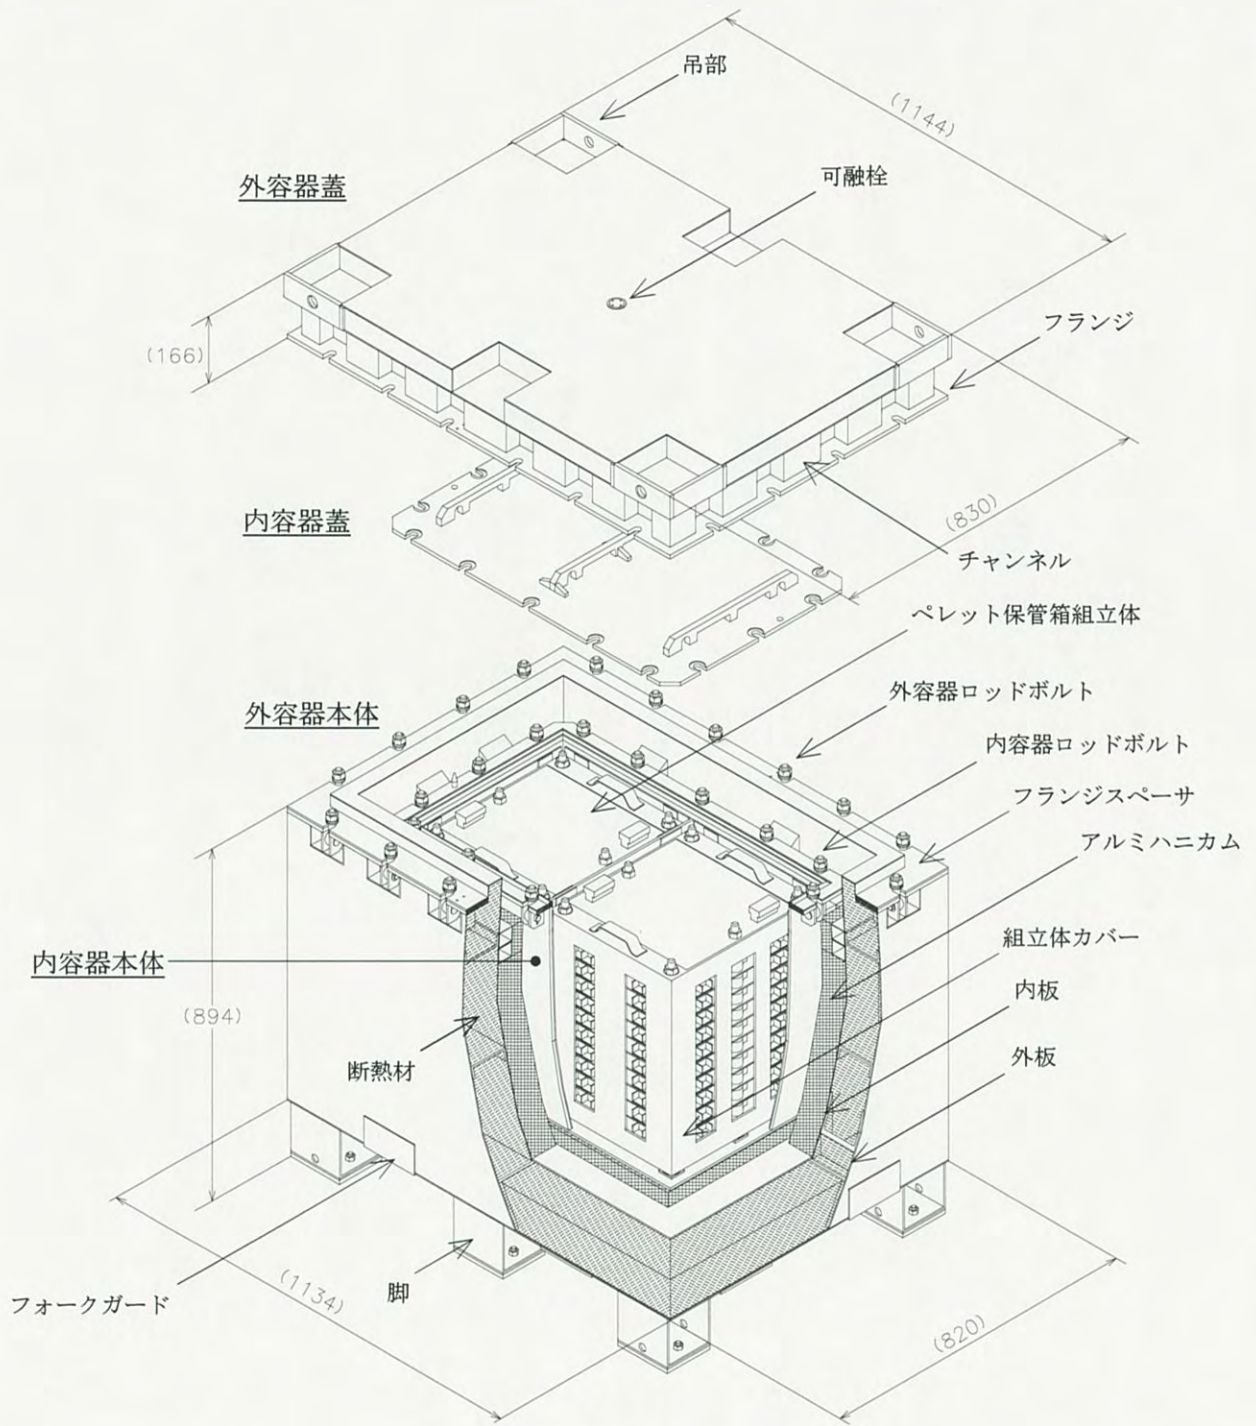 吊部
(1144)
外容器蓋
可融栓
フランジ
(166)
内容器蓋
(830)
チャンネル
ペレット保管箱組立体
外容器ロッドボルト
外容器本体
内容器ロッドボルト
フランジスペーサ
アルミハニカム
組立体カバー
内容器本体
内板
(894)
外板
断熱材
(1134)
脚
フォークガード
(820)